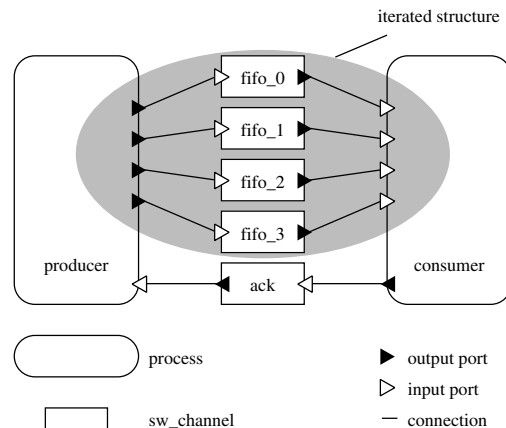 iterated structure
fifo_0
fifo_1
fifo_2
fifo_3
producer
consumer
ack
process
output port
input port
sw_channel
connection